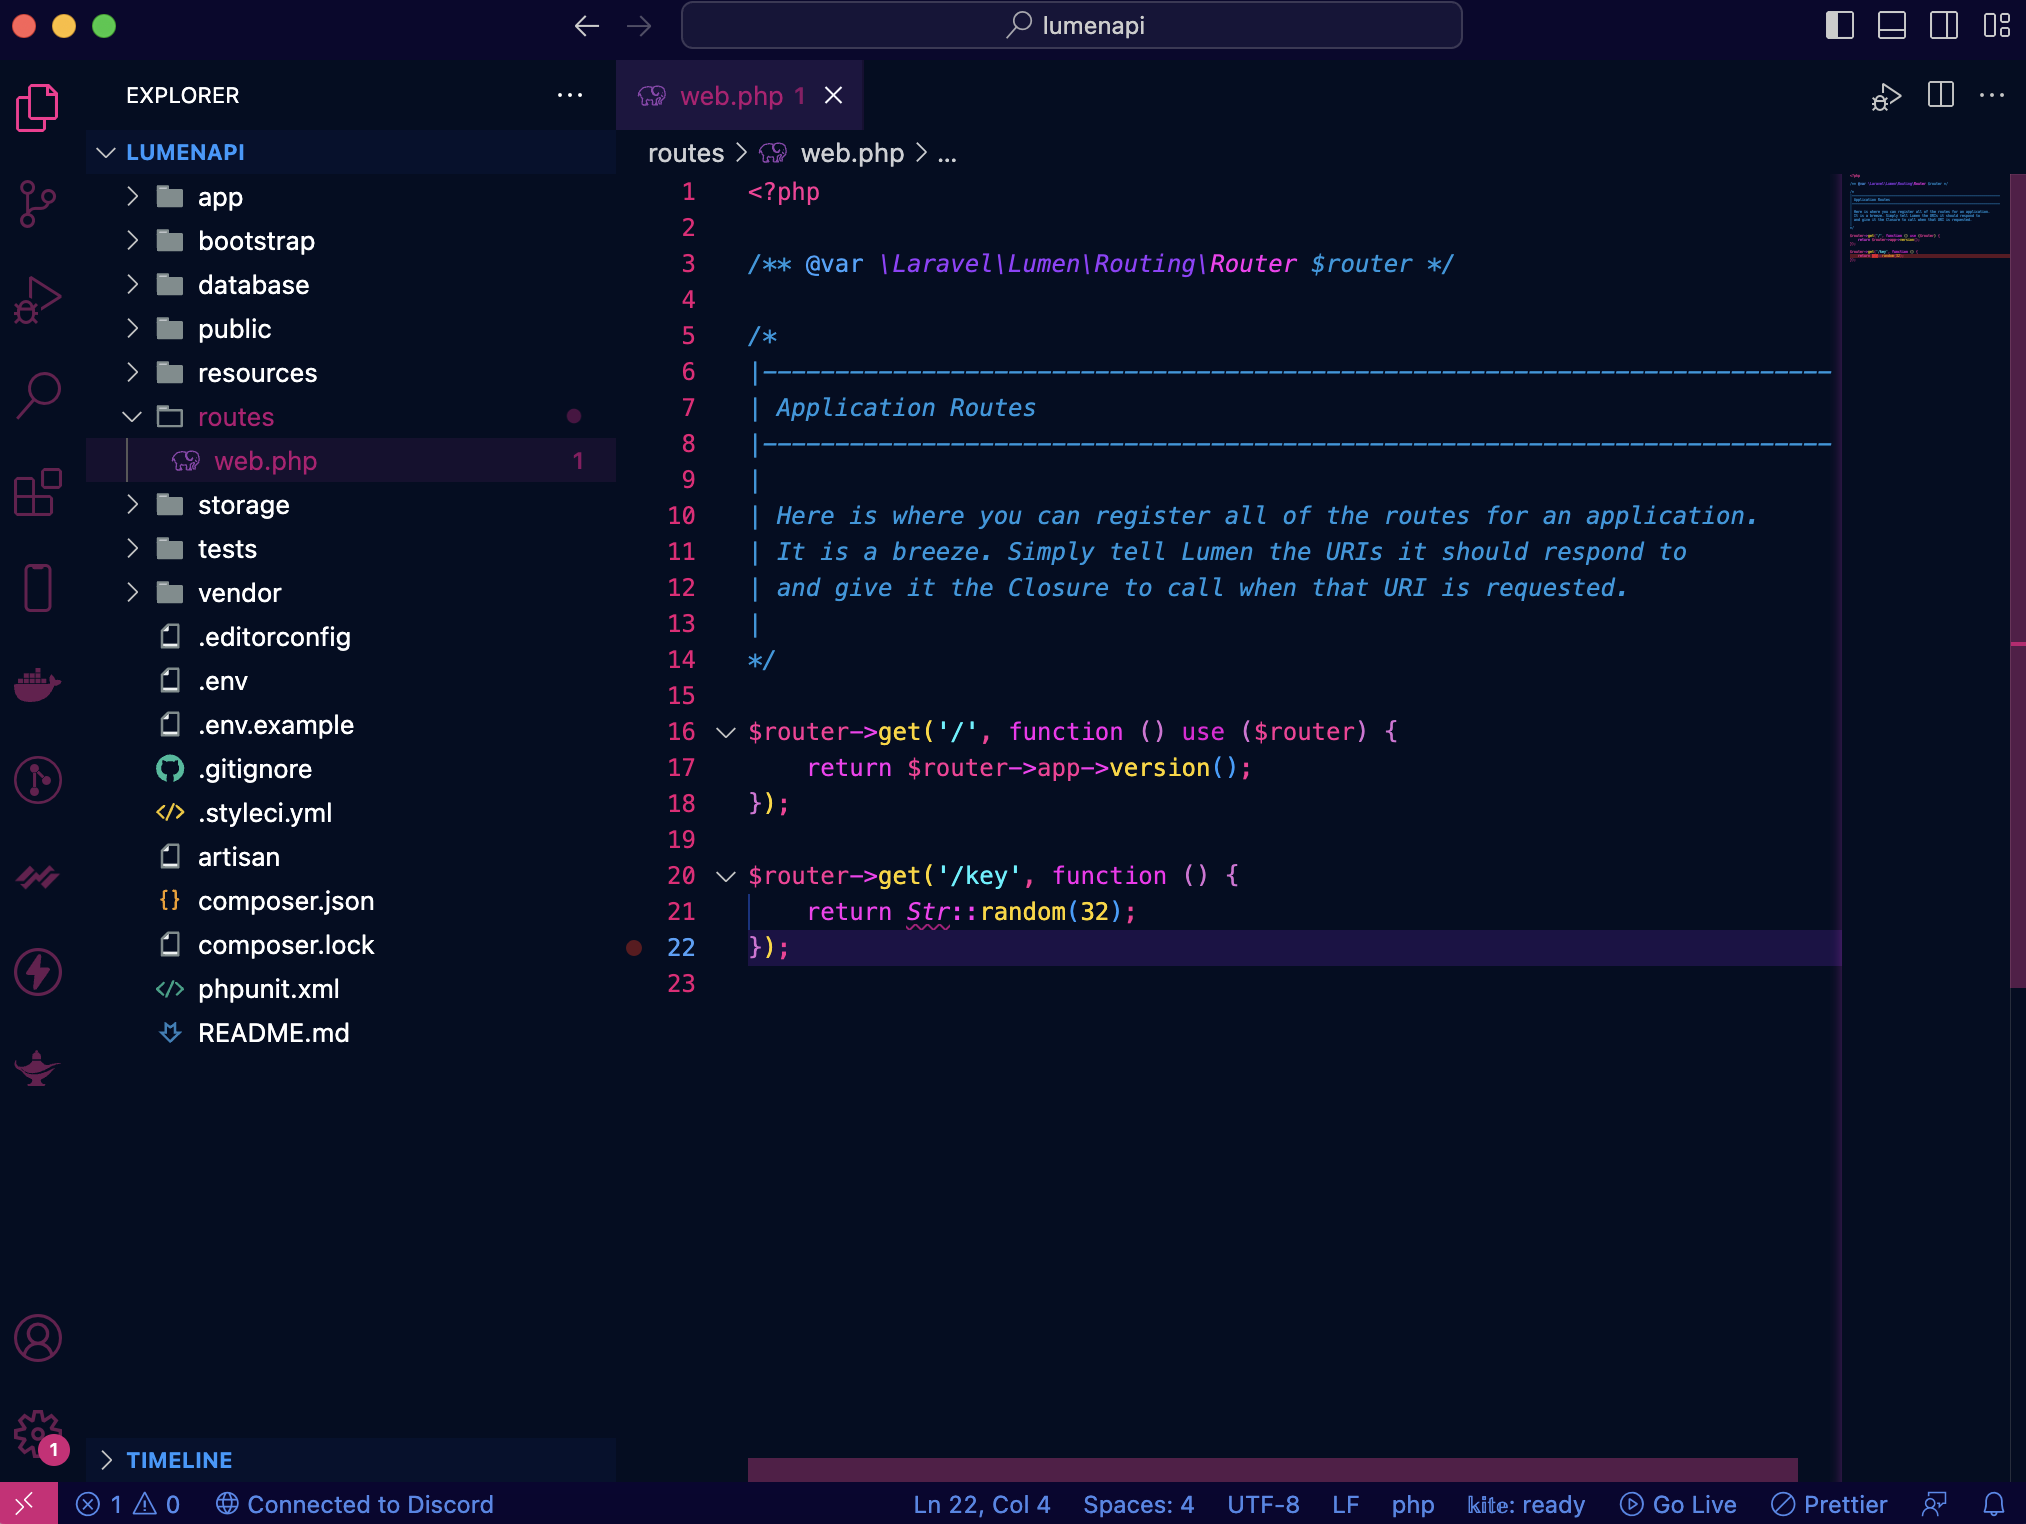 lumenapi
EXPLORER
web.php 1
LUMENAPI
routes > web.php > ...
app
bootstrap
database
public
resources
routes
web.php 1
storage
tests
vendor
.editorconfig
.env
.env.example
.gitignore
.styleci.yml
artisan
composer.json
composer.lock
phpunit.xml
README.md
TIMELINE
1 <?php
2
3 /** @var \Laravel\Lumen\Routing\Router $router */
4
5 /*
6 |--------------------------------------------------------------------------
7 | Application Routes
8 |--------------------------------------------------------------------------
9 |
10 | Here is where you can register all of the routes for an application.
11 | It is a breeze. Simply tell Lumen the URIs it should respond to
12 | and give it the Closure to call when that URI is requested.
13 |
14 */
15
16 $router->get('/', function () use ($router) {
17     return $router->app->version();
18 });
19
20 $router->get('/key', function () {
21     return Str::random(32);
22 });
23
1
1 0 Connected to Discord Ln 22, Col 4 Spaces: 4 UTF-8 LF php kite: ready Go Live Prettier